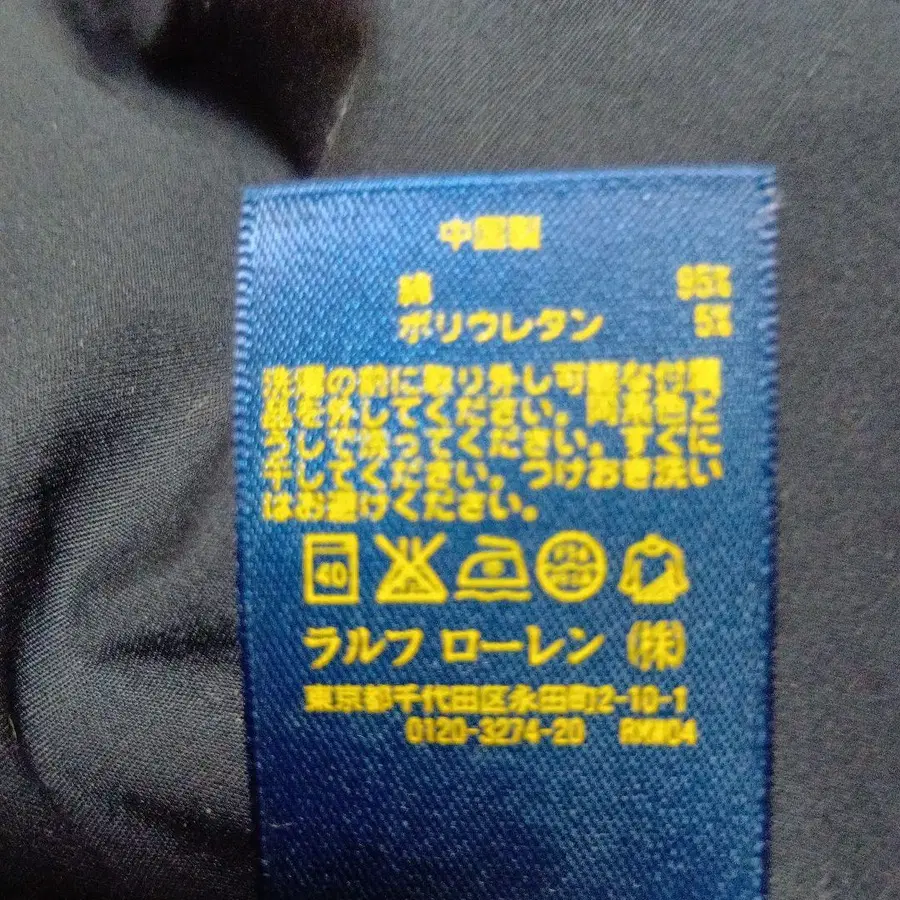 中国製
綿 95%
ポリウレタン 5%
洗濯の前に取り外し可能な付属
品を外してください。同系色と
うしで洗ってください。すぐに
干してください。つけおき洗い
はお避けください。
40
ラルフ ローレン (株)
東京都千代田区永田町2-10-1
0120-3274-20